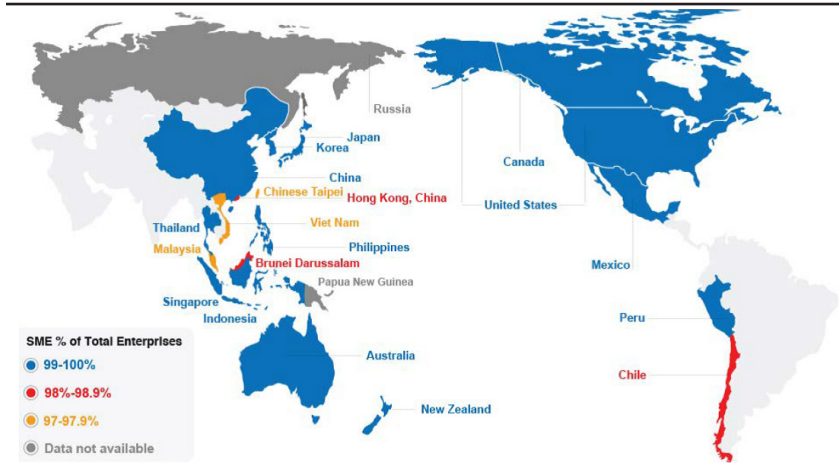 Russia
Japan
Korea
Canada
China
Chinese Taipei
Hong Kong, China
United States
Thailand
Viet Nam
Malaysia
Philippines
Brunei Darussalam
Mexico
Papua New Guinea
Singapore
Indonesia
Peru
SME % of Total Enterprises
99-100%
98%-98.9%
97-97.9%
Data not available
Australia
Chile
New Zealand